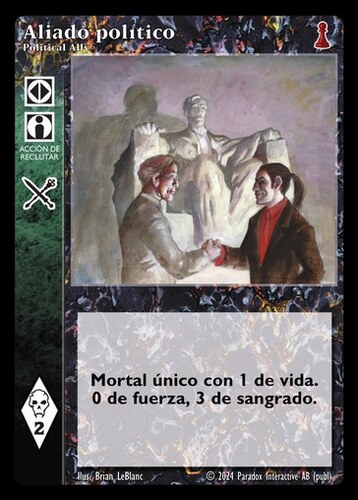 Aliado político
Political Ally
ACCIÓN DE
RECLUTAR
Mortal único con 1 de vida.
0 de fuerza, 3 de sangrado.
2
Ilus: Brian LeBlanc
© 2024 Paradox Interactive AB (publ)